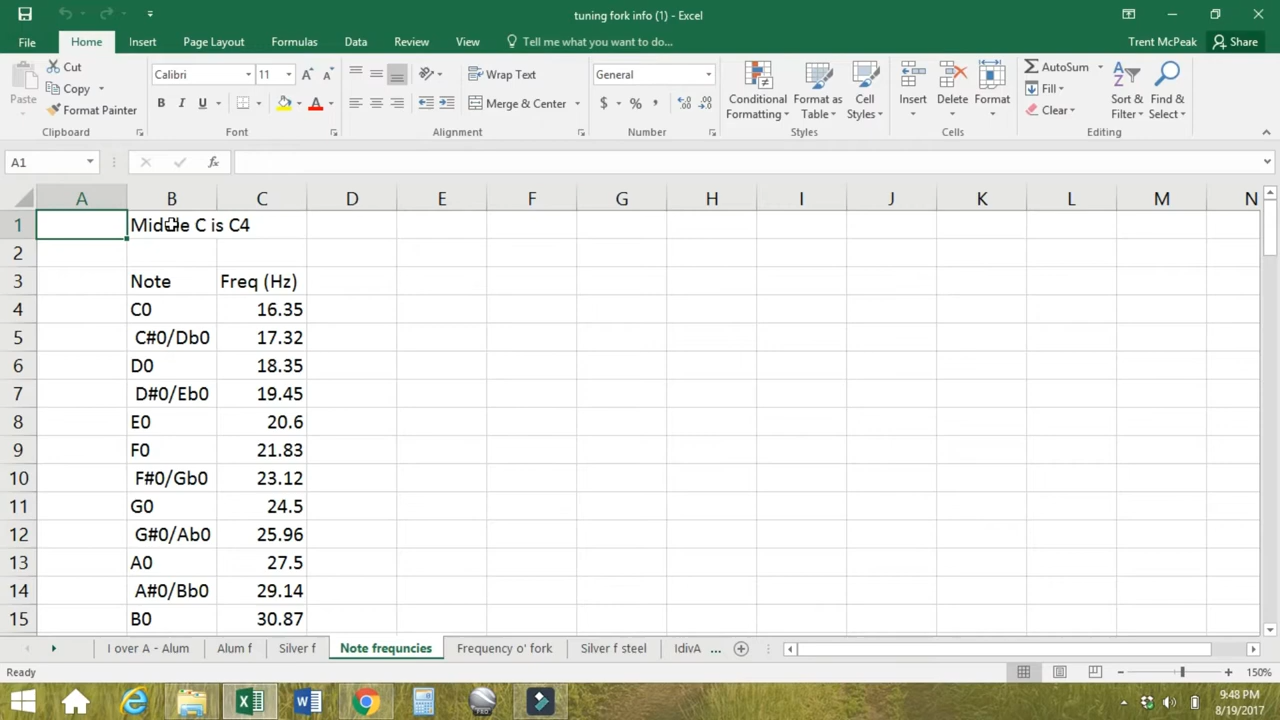 tuning fork info (1) - Excel
File Home Insert Page Layout Formulas Data Review View Tell me what you want to do... Trent McPeak Share
Paste Cut Copy Format Painter
Clipboard
Calibri 11 A A B I U A
Font
Wrap Text Merge & Center
Alignment
General $ % ,
Number
Conditional Formatting Format as Table Cell Styles
Styles
Insert Delete Format
Cells
AutoSum Fill Clear Sort & Filter Find & Select
Editing
A1 fx
A B C D E F G H I J K L M N
1 Middle C is C4
2
3 Note Freq (Hz)
4 C0 16.35
5 C#0/Db0 17.32
6 D0 18.35
7 D#0/Eb0 19.45
8 E0 20.6
9 F0 21.83
10 F#0/Gb0 23.12
11 G0 24.5
12 G#0/Ab0 25.96
13 A0 27.5
14 A#0/Bb0 29.14
15 B0 30.87
I over A - Alum Alum f Silver f Note frequncies Frequency o' fork Silver f steel IdivA ...
Ready 150%
9:48 PM
8/19/2017